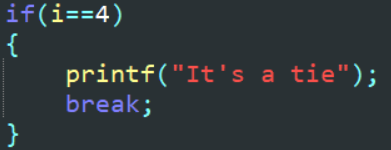 if(i==4)
{
    printf("It's a tie");
    break;
}